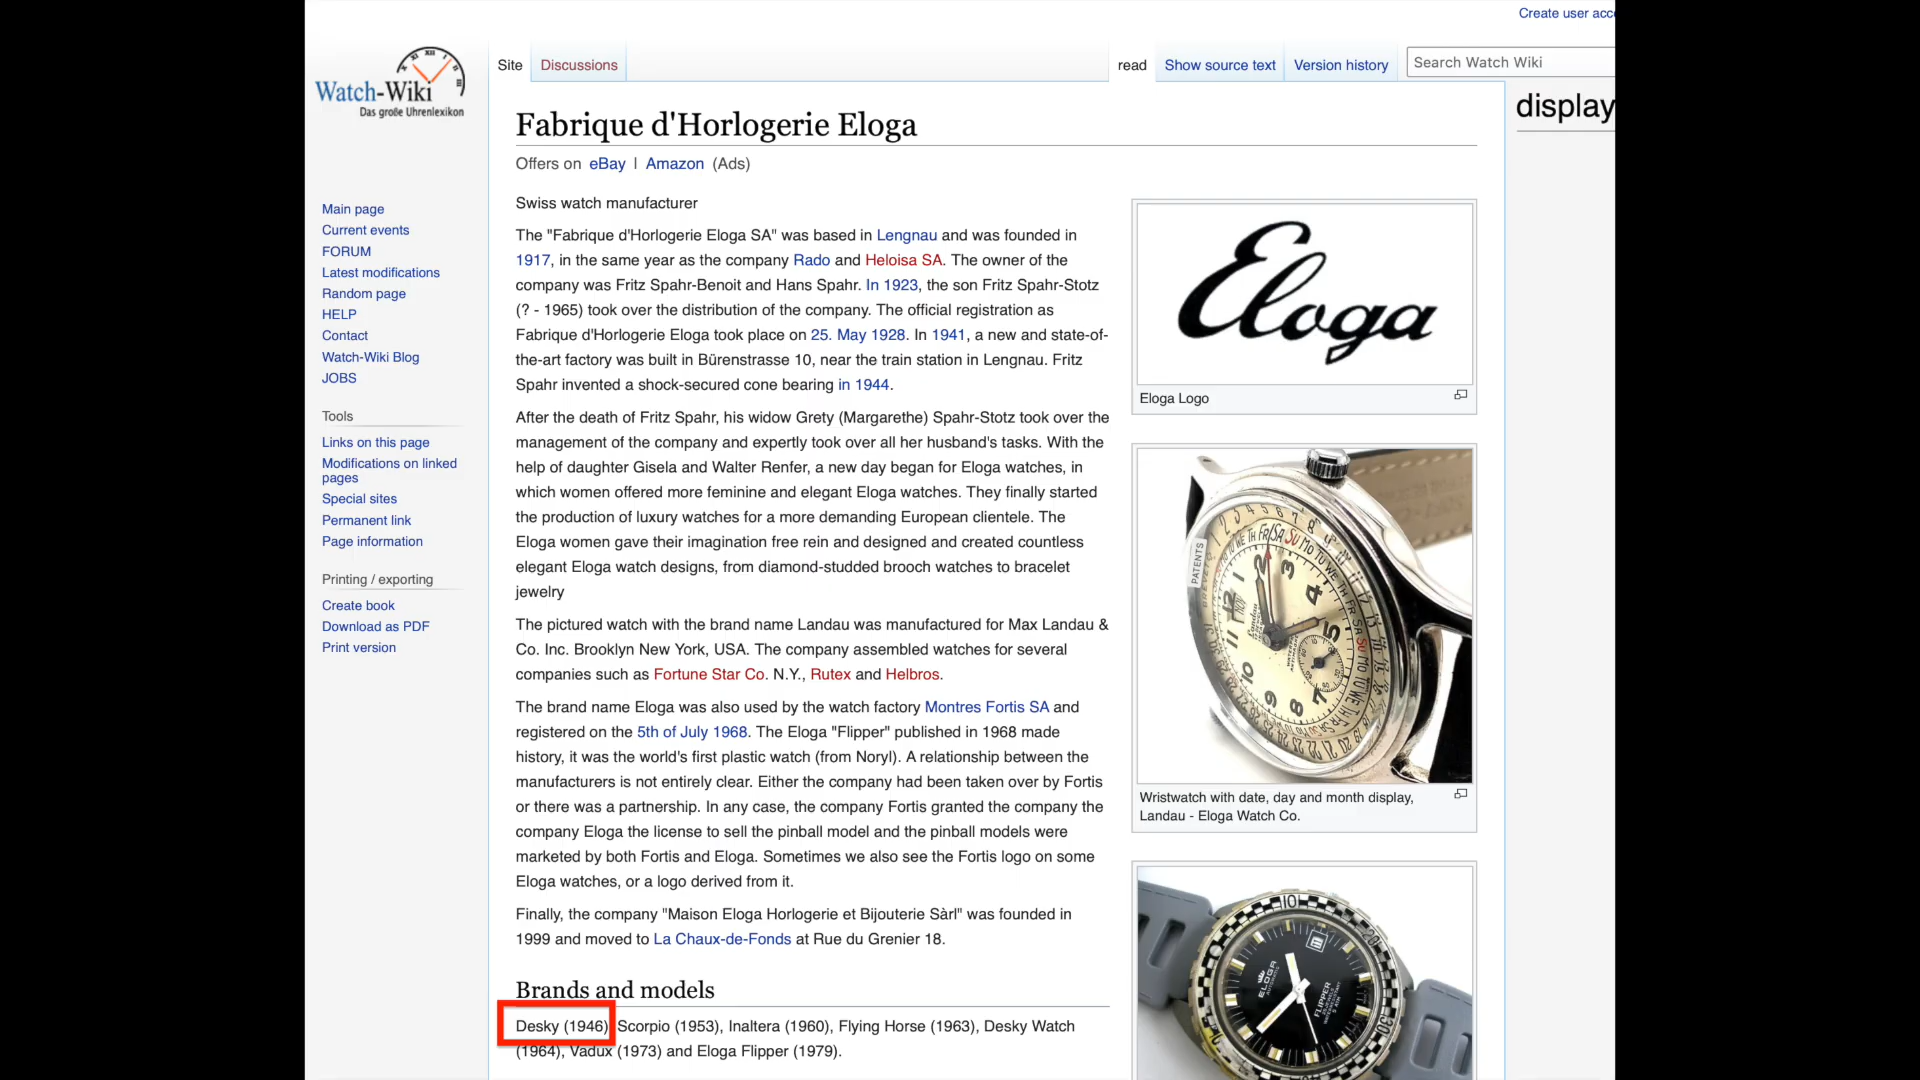 Create user acc
Watch-Wiki
Das große Uhrenlexikon
Site
Discussions
read
Show source text
Version history
Search Watch Wiki
display
Fabrique d'Horlogerie Eloga
Offers on eBay | Amazon (Ads)
Main page
Current events
FORUM
Latest modifications
Random page
HELP
Contact
Watch-Wiki Blog
JOBS
Tools
Links on this page
Modifications on linked
pages
Special sites
Permanent link
Page information
Printing / exporting
Create book
Download as PDF
Print version
Swiss watch manufacturer
The "Fabrique d'Horlogerie Eloga SA" was based in Lengnau and was founded in
1917, in the same year as the company Rado and Heloisa SA. The owner of the
company was Fritz Spahr-Benoit and Hans Spahr. In 1923, the son Fritz Spahr-Stotz
(? - 1965) took over the distribution of the company. The official registration as
Fabrique d'Horlogerie Eloga took place on 25. May 1928. In 1941, a new and state-of-
the-art factory was built in Bürenstrasse 10, near the train station in Lengnau. Fritz
Spahr invented a shock-secured cone bearing in 1944.
After the death of Fritz Spahr, his widow Grety (Margarethe) Spahr-Stotz took over the
management of the company and expertly took over all her husband's tasks. With the
help of daughter Gisela and Walter Renfer, a new day began for Eloga watches, in
which women offered more feminine and elegant Eloga watches. They finally started
the production of luxury watches for a more demanding European clientele. The
Eloga women gave their imagination free rein and designed and created countless
elegant Eloga watch designs, from diamond-studded brooch watches to bracelet
jewelry
The pictured watch with the brand name Landau was manufactured for Max Landau &
Co. Inc. Brooklyn New York, USA. The company assembled watches for several
companies such as Fortune Star Co. N.Y., Rutex and Helbros.
The brand name Eloga was also used by the watch factory Montres Fortis SA and
registered on the 5th of July 1968. The Eloga "Flipper" published in 1968 made
history, it was the world's first plastic watch (from Noryl). A relationship between the
manufacturers is not entirely clear. Either the company had been taken over by Fortis
or there was a partnership. In any case, the company Fortis granted the company the
company Eloga the license to sell the pinball model and the pinball models were
marketed by both Fortis and Eloga. Sometimes we also see the Fortis logo on some
Eloga watches, or a logo derived from it.
Finally, the company "Maison Eloga Horlogerie et Bijouterie Sàrl" was founded in
1999 and moved to La Chaux-de-Fonds at Rue du Grenier 18.
Brands and models
Desky (1946) Scorpio (1953), Inaltera (1960), Flying Horse (1963), Desky Watch
(1964), Vadux (1973) and Eloga Flipper (1979).
Eloga
Eloga Logo
PATENTS
Wristwatch with date, day and month display,
Landau - Eloga Watch Co.
ELOGA
FLIPPER